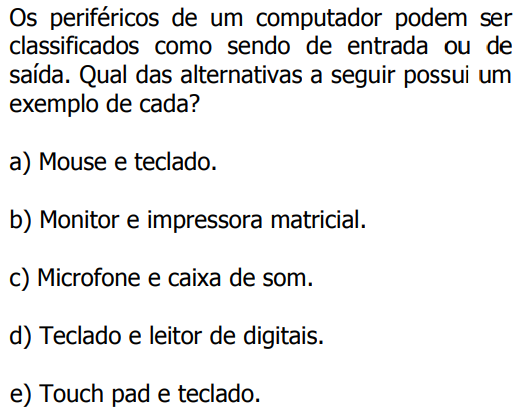 Os periféricos de um computador podem ser
classificados como sendo de entrada ou de
saída. Qual das alternativas a seguir possui um
exemplo de cada?
a) Mouse e teclado.
b) Monitor e impressora matricial.
c) Microfone e caixa de som.
d) Teclado e leitor de digitais.
e) Touch pad e teclado.